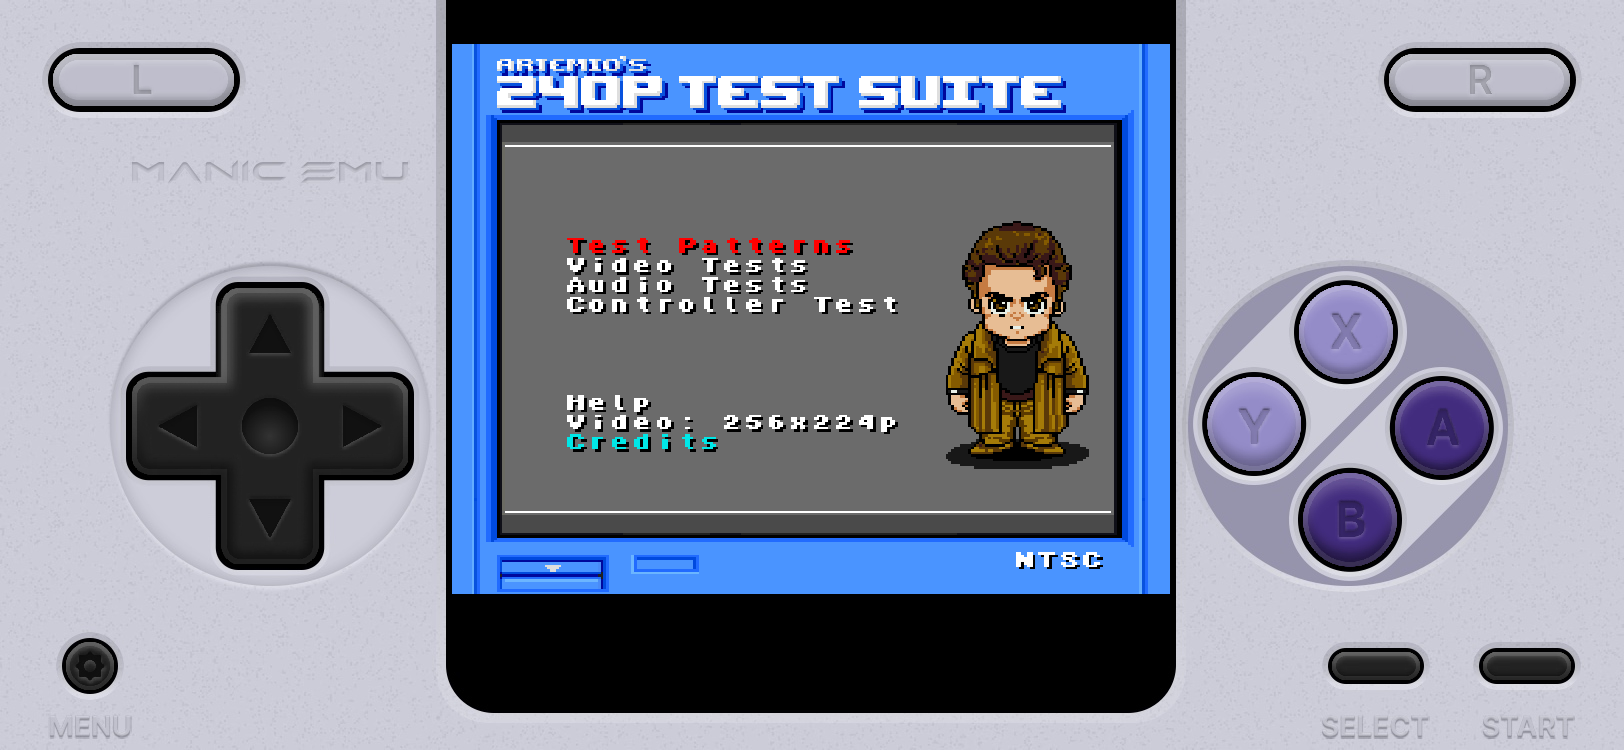 L
R
MANIC EMU
ARTEMIO'S
240P TEST SUITE
Test Patterns
Video Tests
Audio Tests
Controller Test
Help
Video: 256x224p
Credits
NTSC
X
Y
A
B
MENU
SELECT
START